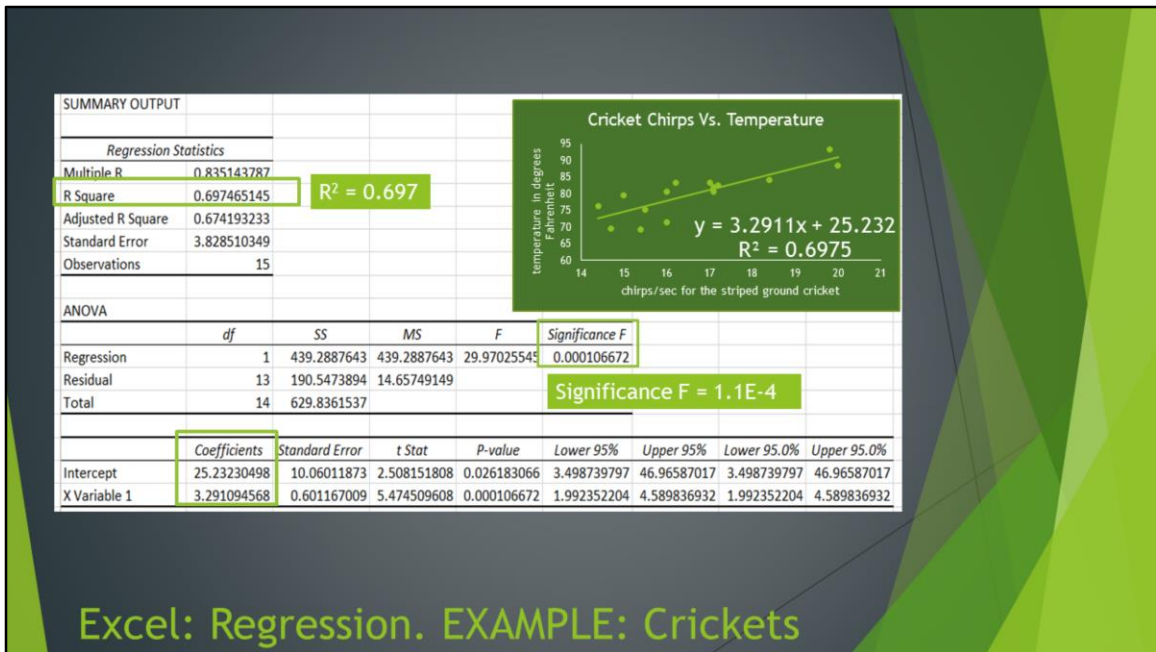 SUMMARY OUTPUT
Regression Statistics
Multiple R 0.835143787
R Square 0.697465145
Adjusted R Square 0.674193233
Standard Error 3.828510349
Observations 15
R² = 0.697
Cricket Chirps Vs. Temperature
temperature in degrees
Fahrenheit
95
90
85
80
75
70
65
60
y = 3.2911x + 25.232
R² = 0.6975
14 15 16 17 18 19 20 21
chirps/sec for the striped ground cricket
ANOVA
df SS MS F Significance F
Regression 1 439.2887643 439.2887643 29.97025545 0.000106672
Residual 13 190.5473894 14.65749149
Total 14 629.8361537
Significance F = 1.1E-4
Coefficients Standard Error t Stat P-value Lower 95% Upper 95% Lower 95.0% Upper 95.0%
Intercept 25.23230498 10.06011873 2.508151808 0.026183066 3.498739797 46.96587017 3.498739797 46.96587017
X Variable 1 3.291094568 0.601167009 5.474509608 0.000106672 1.992352204 4.589836932 1.992352204 4.589836932
Excel: Regression. EXAMPLE: Crickets